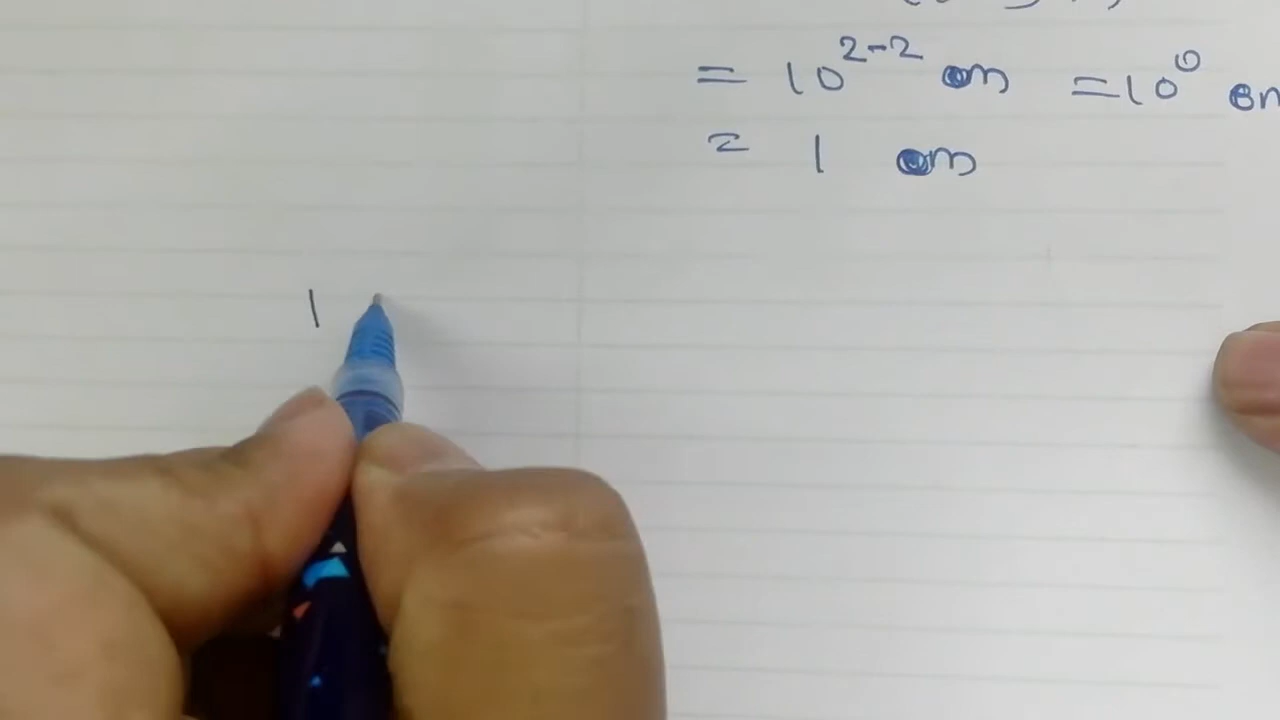 = 10^{2-2} cm = 10^0 cm
= 1 cm
1